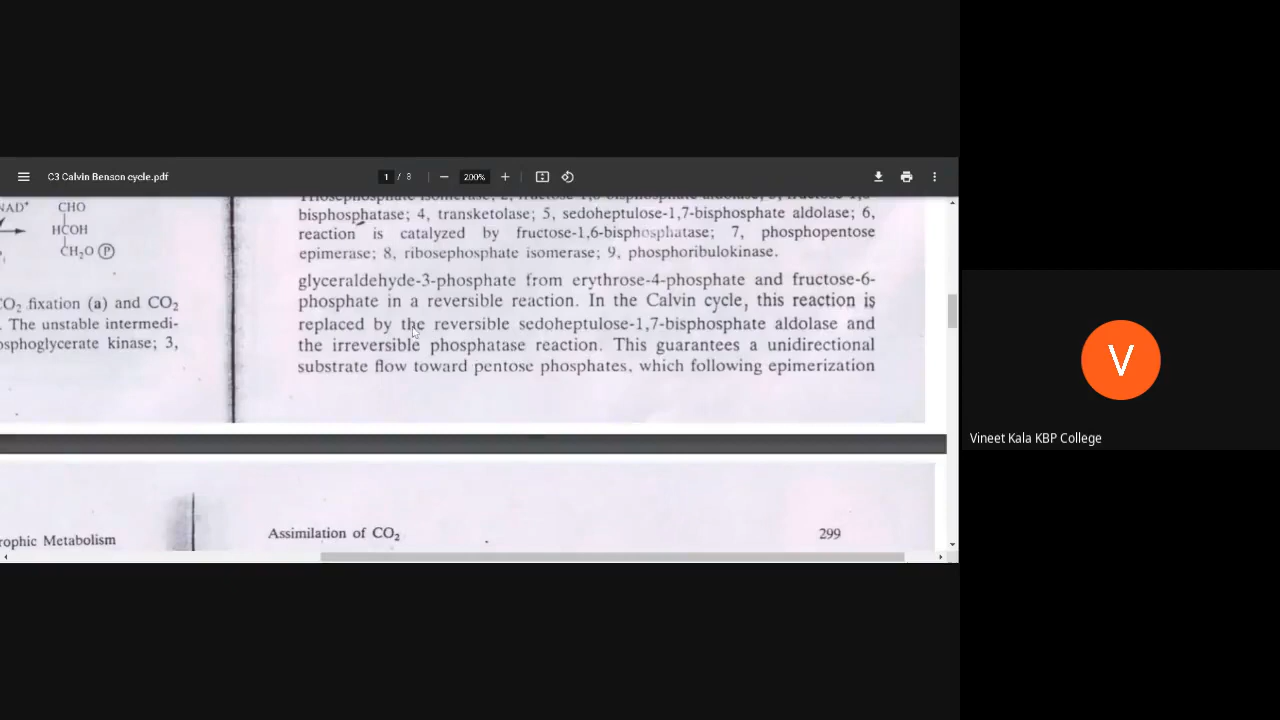 C3 Calvin Benson cycle.pdf
1 / 3
200%
NAD⁺
CHO
HCOH
CH₂O Ⓟ
CO₂ fixation (a) and CO₂
. The unstable intermedi-
osphoglycerate kinase; 3,
bisphosphatase; 4, transketolase; 5, sedoheptulose-1,7-bisphosphate aldolase; 6,
reaction is catalyzed by fructose-1,6-bisphosphatase; 7, phosphopentose
epimerase; 8, ribosephosphate isomerase; 9, phosphoribulokinase.
glyceraldehyde-3-phosphate from erythrose-4-phosphate and fructose-6-
phosphate in a reversible reaction. In the Calvin cycle, this reaction is
replaced by the reversible sedoheptulose-1,7-bisphosphate aldolase and
the irreversible phosphatase reaction. This guarantees a unidirectional
substrate flow toward pentose phosphates, which following epimerization
rophic Metabolism
Assimilation of CO₂
299
V
Vineet Kala KBP College